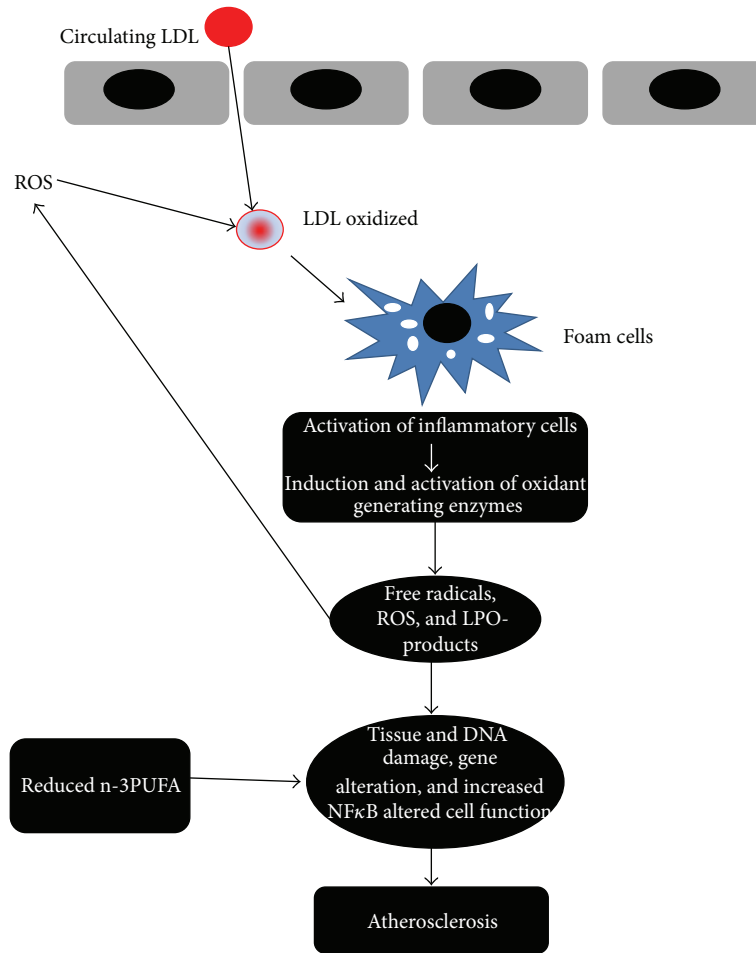 Circulating LDL
ROS
LDL oxidized
Foam cells
Activation of inflammatory cells
Induction and activation of oxidant
generating enzymes
Free radicals,
ROS, and LPO-
products
Tissue and DNA
damage, gene
alteration, and increased
NFκB altered cell function
Reduced n-3PUFA
Atherosclerosis